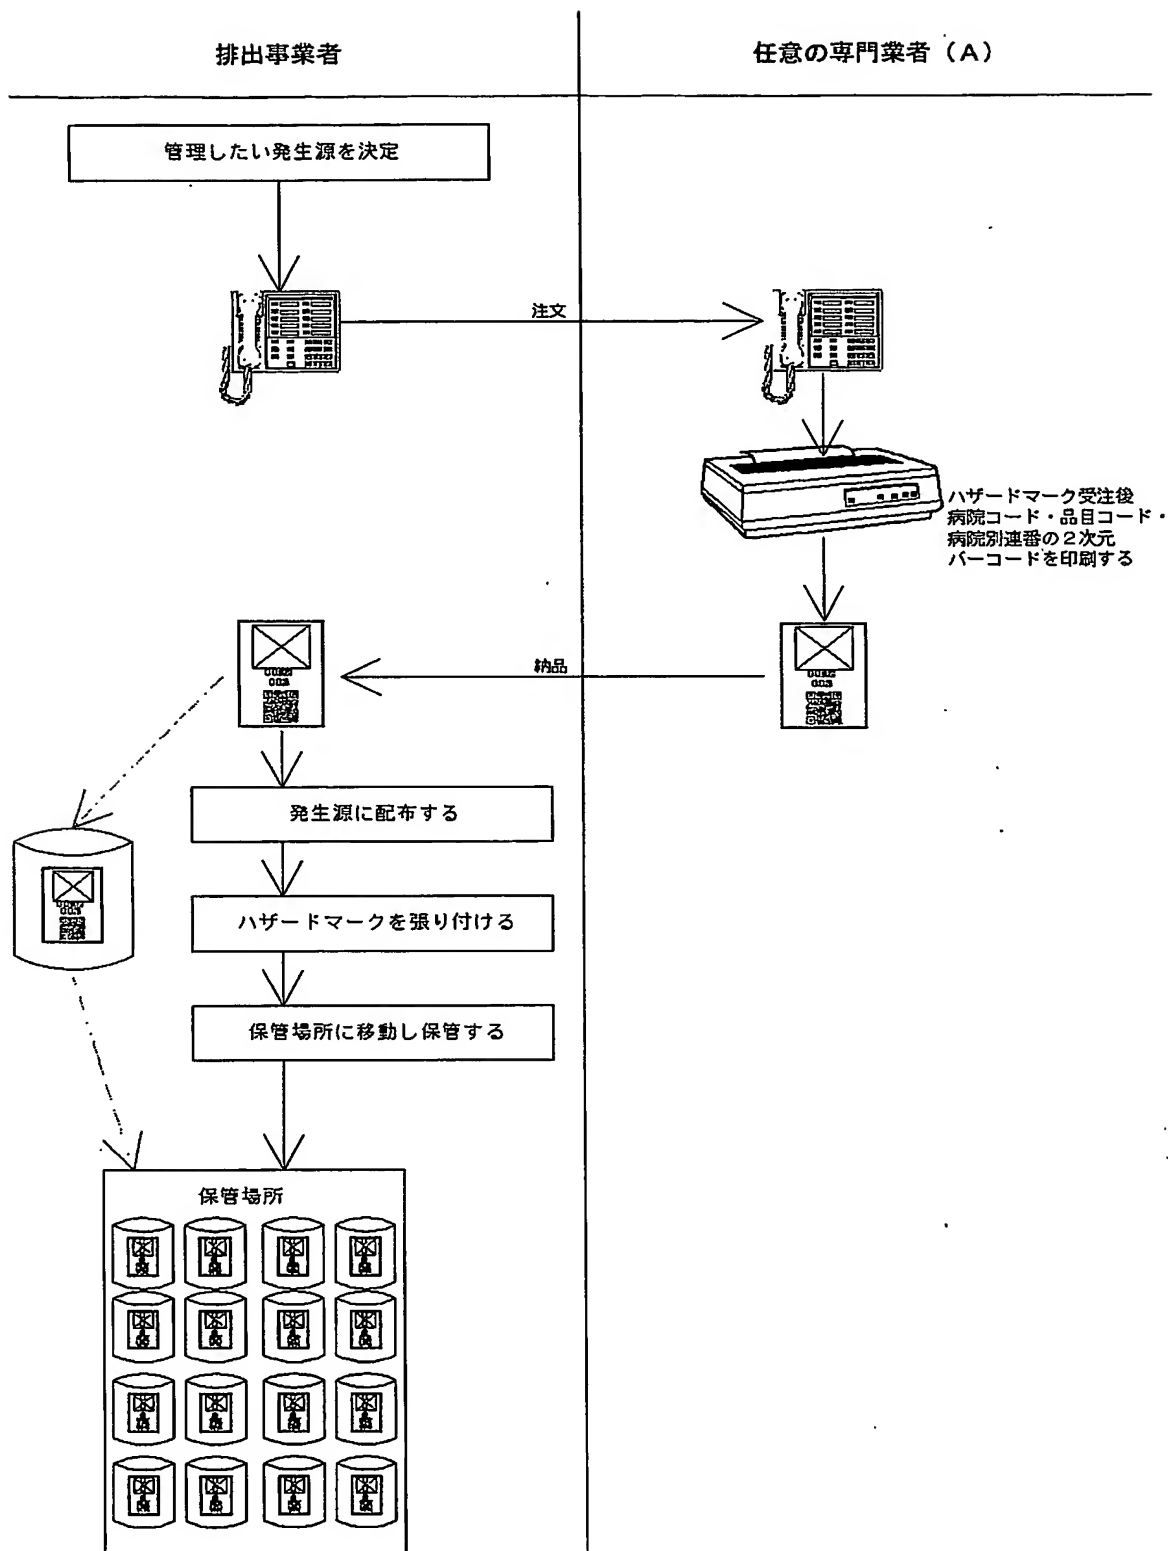 排出事業者
任意の専門業者（A）
管理したい発生源を決定
注文
ハザードマーク受注後
病院コード・品目コード・
病院別連番の２次元
バーコードを印刷する
納品
発生源に配布する
ハザードマークを張り付ける
保管場所に移動し保管する
保管場所